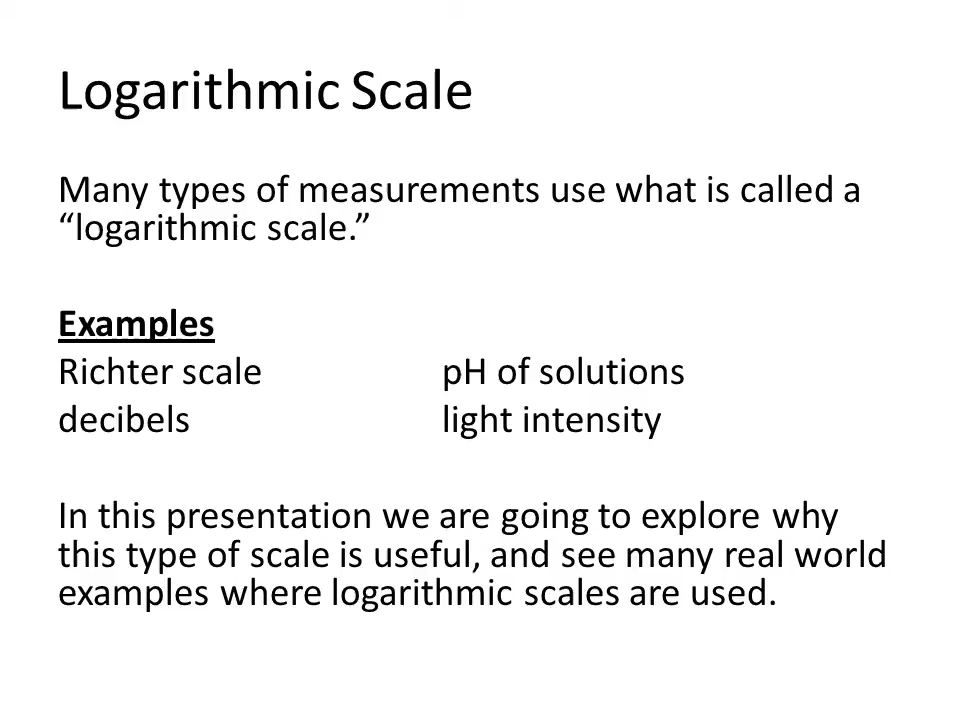 Logarithmic Scale
Many types of measurements use what is called a
“logarithmic scale.”
Examples
Richter scale pH of solutions
decibels light intensity
In this presentation we are going to explore why
this type of scale is useful, and see many real world
examples where logarithmic scales are used.